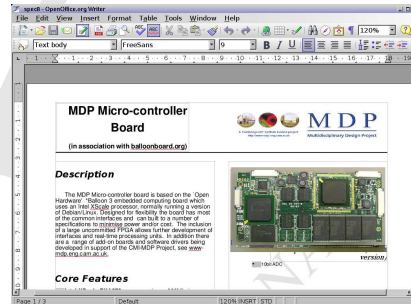 spec8 - OpenOffice.org Writer
File Edit View Insert Format Table Tools Window Help
120%
Text body FreeSans 9 B I U
MDP Micro-controller
Board
(in association with balloonboard.org)
MDP
Multidisciplinary Design Project
Description
The MDP Micro-controller board is based on the `Open
Hardware' "Balloon 3 embedded computing board which
uses an Intel XScale processor, normally running a version
of Debian/Linux. Designed for flexibility the board has most
of the common interfaces and can built to a number of
specifications to minimise power and/or cost. The inclusion
of a large uncommitted FPGA allows further development of
interfaces and real-time processing units. In addition there
are a range of add-on boards and software drivers being
developed in support of the CMI-MDP Project, see www-
mdp.eng.cam.ac.uk.
version
10bit ADC
Core Features
Page 1 / 3 Default 120% INSRT STD